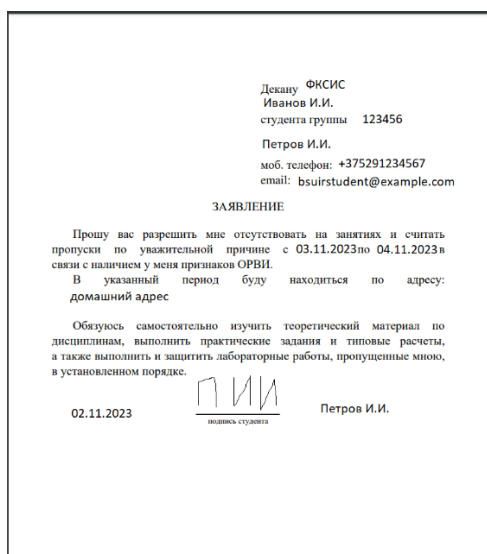 Декану ФКСИС
Иванов И.И.
студента группы 123456
Петров И.И.
моб. телефон: +375291234567
email: bsuirstudent@example.com
ЗАЯВЛЕНИЕ
Прошу вас разрешить мне отсутствовать на занятиях и считать
пропуски по уважительной причине с 03.11.2023 по 04.11.2023 в
связи с наличием у меня признаков ОРВИ.
В указанный период буду находиться по адресу:
домашний адрес
Обязуюсь самостоятельно изучить теоретический материал по
дисциплинам, выполнить практические задания и типовые расчеты,
а также выполнить и защитить лабораторные работы, пропущенные мною,
в установленном порядке.
02.11.2023 ПИИ Петров И.И.
подпись студента